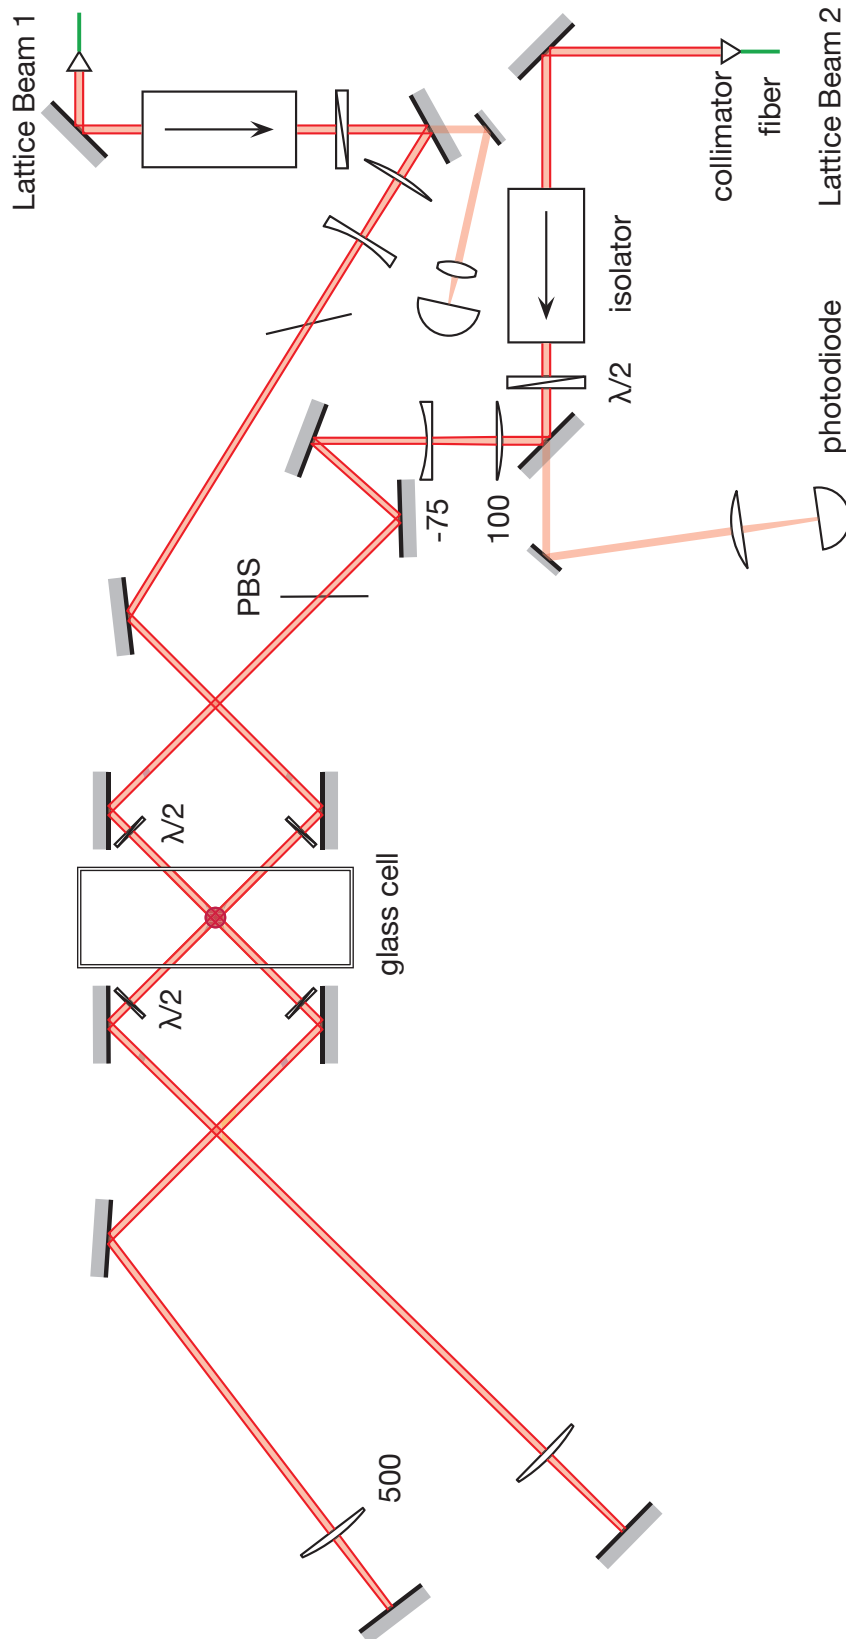 Lattice Beam 1
Lattice Beam 2
collimator
fiber
isolator
λ/2
photodiode
-75
100
PBS
λ/2
glass cell
λ/2
500